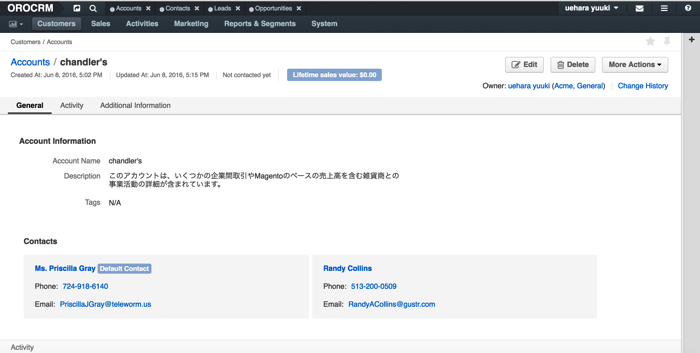 OROCRM
Accounts × Contacts × Leads × Opportunities ×
uehara yuuki
Customers Sales Activities Marketing Reports & Segments System
Customers / Accounts
Accounts / chandler's
Edit Delete More Actions
Created At: Jun 8, 2016, 5:02 PM Updated At: Jun 8, 2016, 5:15 PM Not contacted yet Lifetime sales value: $0.00
Owner: uehara yuuki (Acme, General) Change History
General Activity Additional Information
Account Information
Account Name chandler's
Description このアカウントは、いくつかの企業間取引やMagentoのベースの売上高を含む雑貨商との
事業活動の詳細が含まれています。
Tags N/A
Contacts
Ms. Priscilla Gray Default Contact
Phone: 724-918-6140
Email: PriscillaJGray@teleworm.us
Randy Collins
Phone: 513-200-0509
Email: RandyACollins@gustr.com
Activity